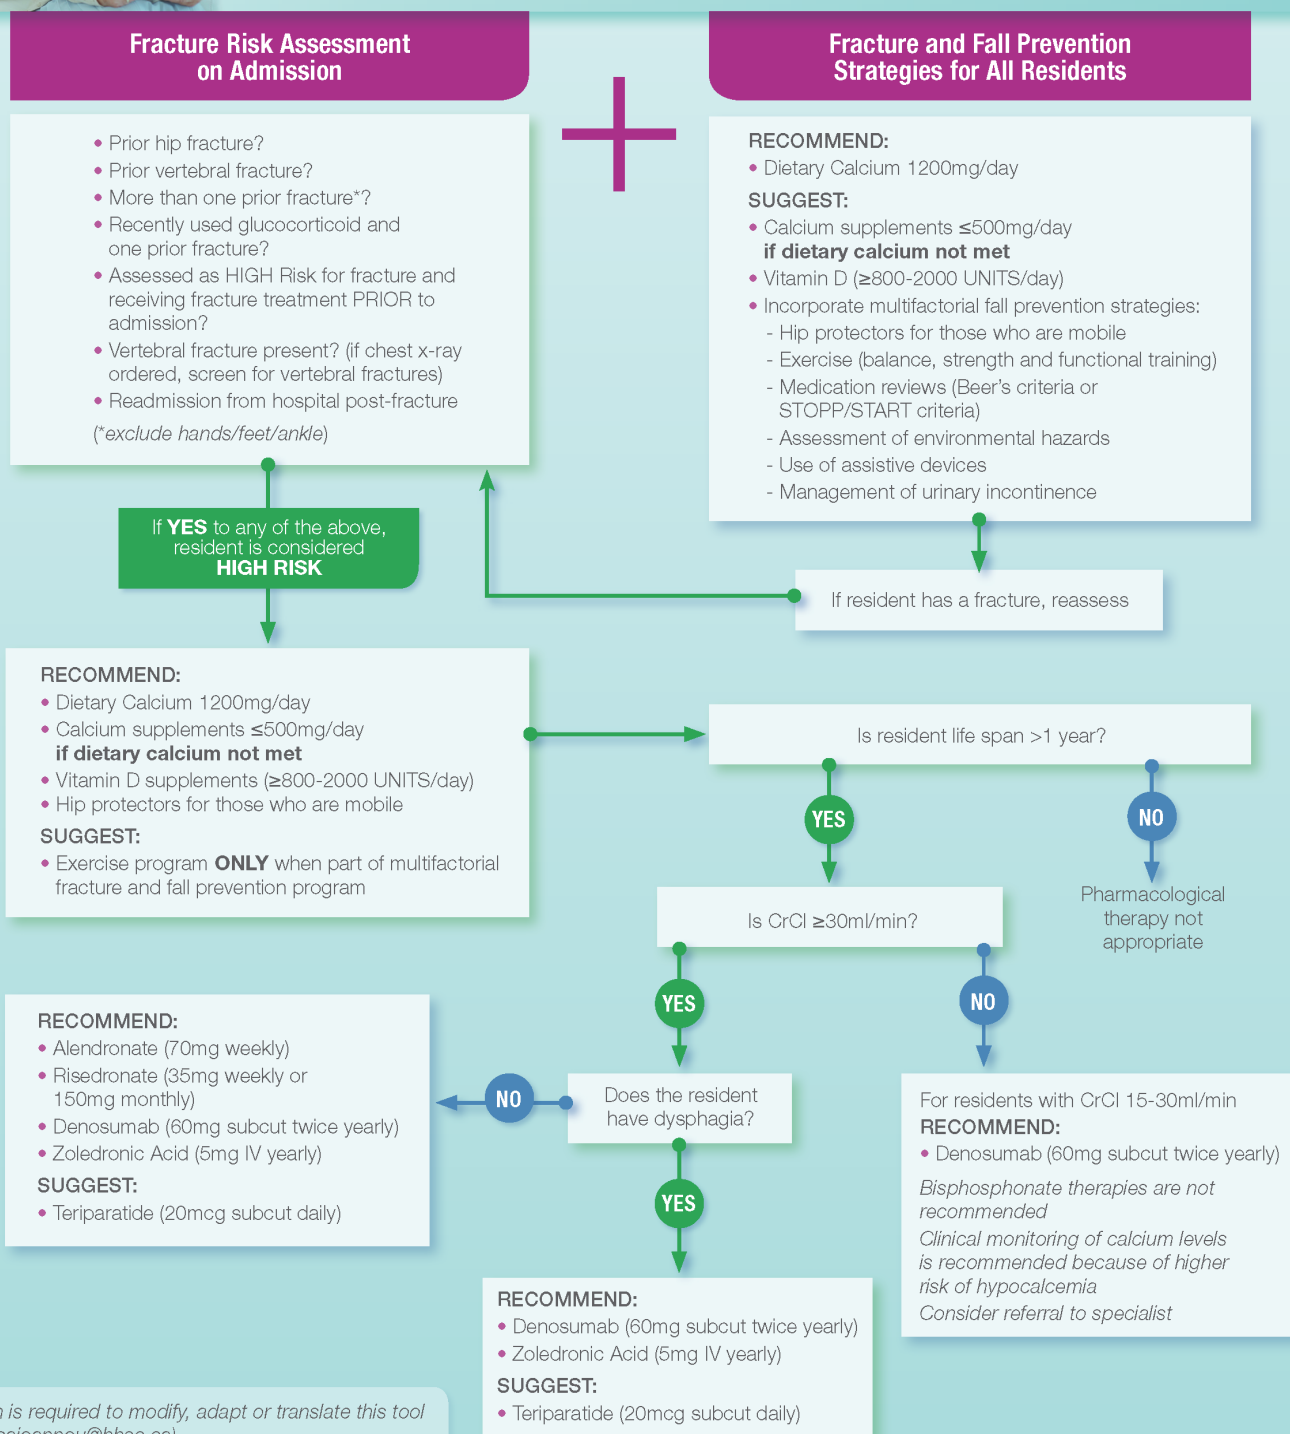 Fracture Risk Assessment
on Admission
• Prior hip fracture?
• Prior vertebral fracture?
• More than one prior fracture*?
• Recently used glucocorticoid and
one prior fracture?
• Assessed as HIGH Risk for fracture and
receiving fracture treatment PRIOR to
admission?
• Vertebral fracture present? (if chest x-ray
ordered, screen for vertebral fractures)
• Readmission from hospital post-fracture
(*exclude hands/feet/ankle)
Fracture and Fall Prevention
Strategies for All Residents
RECOMMEND:
• Dietary Calcium 1200mg/day
SUGGEST:
• Calcium supplements ≤500mg/day
if dietary calcium not met
• Vitamin D (≥800-2000 UNITS/day)
• Incorporate multifactorial fall prevention strategies:
- Hip protectors for those who are mobile
- Exercise (balance, strength and functional training)
- Medication reviews (Beer's criteria or
STOPP/START criteria)
- Assessment of environmental hazards
- Use of assistive devices
- Management of urinary incontinence
If YES to any of the above,
resident is considered
HIGH RISK
If resident has a fracture, reassess
RECOMMEND:
• Dietary Calcium 1200mg/day
• Calcium supplements ≤500mg/day
if dietary calcium not met
• Vitamin D supplements (≥800-2000 UNITS/day)
• Hip protectors for those who are mobile
SUGGEST:
• Exercise program ONLY when part of multifactorial
fracture and fall prevention program
Is resident life span >1 year?
YES
NO
Pharmacological
therapy not
appropriate
Is CrCl ≥30ml/min?
YES
NO
Does the resident
have dysphagia?
NO
YES
RECOMMEND:
• Alendronate (70mg weekly)
• Risedronate (35mg weekly or
150mg monthly)
• Denosumab (60mg subcut twice yearly)
• Zoledronic Acid (5mg IV yearly)
SUGGEST:
• Teriparatide (20mcg subcut daily)
For residents with CrCl 15-30ml/min
RECOMMEND:
• Denosumab (60mg subcut twice yearly)
Bisphosphonate therapies are not
recommended
Clinical monitoring of calcium levels
is recommended because of higher
risk of hypocalcemia
Consider referral to specialist
RECOMMEND:
• Denosumab (60mg subcut twice yearly)
• Zoledronic Acid (5mg IV yearly)
SUGGEST:
• Teriparatide (20mcg subcut daily)
is required to modify, adapt or translate this tool